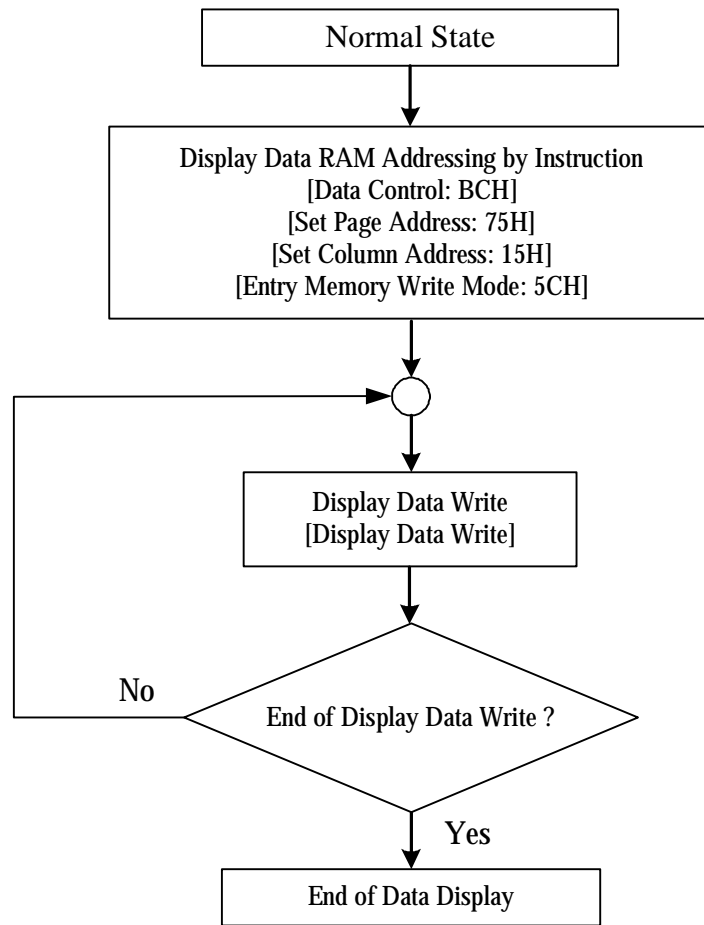 Normal State
Display Data RAM Addressing by Instruction
[Data Control: BCH]
[Set Page Address: 75H]
[Set Column Address: 15H]
[Entry Memory Write Mode: 5CH]
Display Data Write
[Display Data Write]
No
End of Display Data Write ?
Yes
End of Data Display